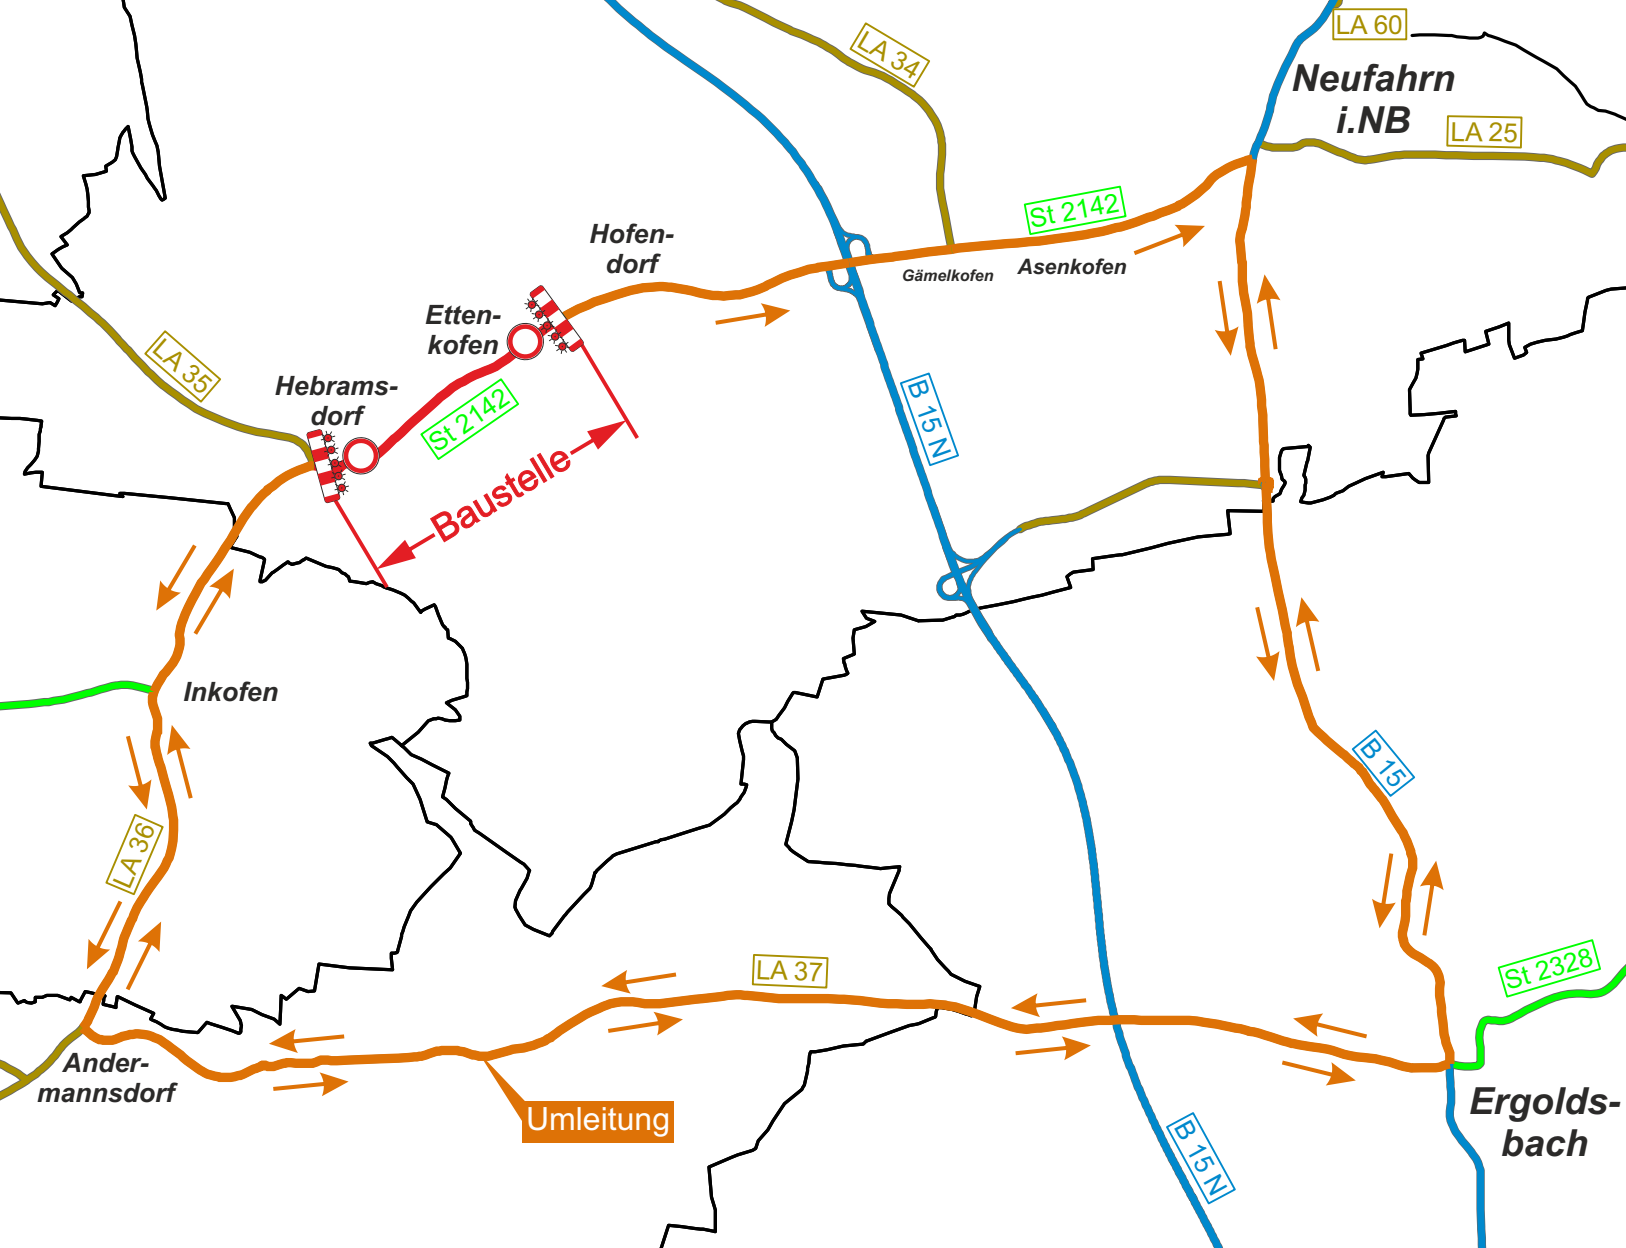 LA 60
LA 34
Neufahrn
i.NB
LA 25
St 2142
Hofen-
dorf
Gämelkofen
Asenkofen
Etten-
kofen
LA 35
Hebrams-
dorf
St 2142
B 15 N
Baustelle
Inkofen
B 15
LA 36
LA 37
St 2328
Ander-
mannsdorf
Umleitung
Ergolds-
bach
B 15 N